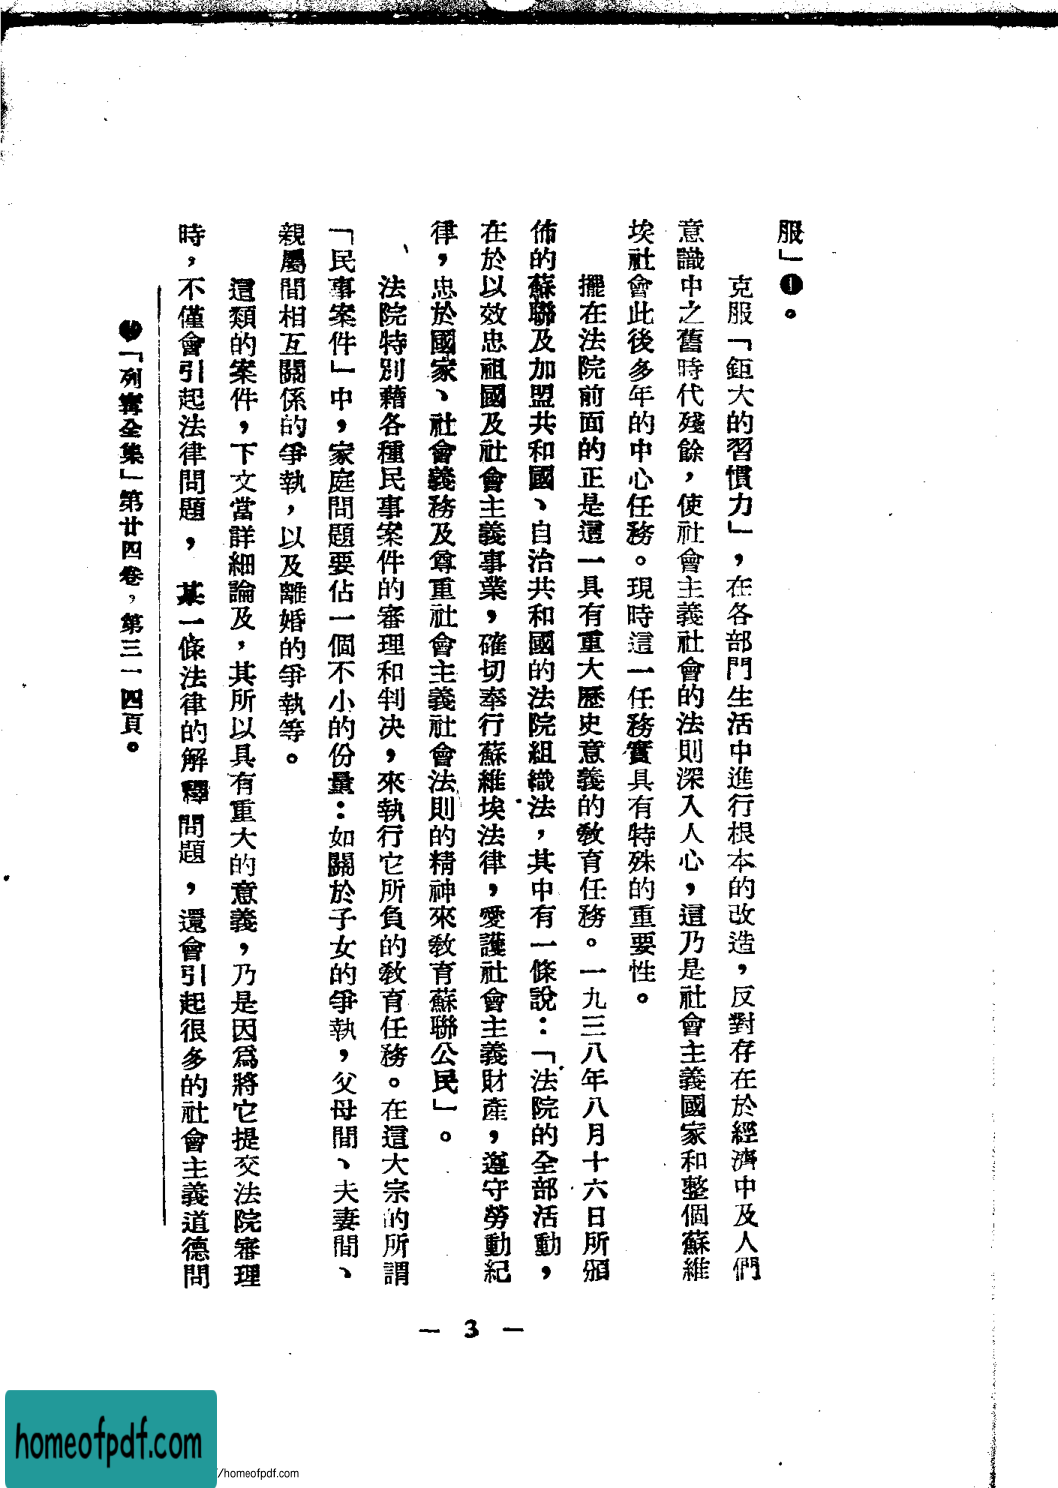 服」❶。
克服「鉅大的習慣力」，在各部門生活中進行根本的改造，反對存在於經濟中及人們
意識中之舊時代殘餘，使社會主義社會的法則深入人心，這乃是社會主義國家和整個蘇維
埃社會此後多年的中心任務。現時這一任務實具有特殊的重要性。
擺在法院前面的正是這一具有重大歷史意義的教育任務。一九三八年八月十六日所頒
佈的蘇聯及加盟共和國、自治共和國的法院組織法，其中有一條說：「法院的全部活動，
在於以效忠祖國及社會主義事業，確切奉行蘇維埃法律，愛護社會主義財產，遵守勞動紀
律，忠於國家、社會義務及尊重社會主義社會法則的精神來教育蘇聯公民」。
法院特別藉各種民事案件的審理和判決，來執行它所負的教育任務。在這大宗的所謂
「民事案件」中，家庭問題要佔一個不小的份量：如關於子女的爭執，父母間、夫妻間、
親屬間相互關係的爭執，以及離婚的爭執等。
這類的案件，下文當詳細論及，其所以具有重大的意義，乃是因爲將它提交法院審理
時，不僅會引起法律問題，某一條法律的解釋問題，還會引起很多的社會主義道德問
「列寧全集」第廿四卷，第三一四頁。
— 3 —
homeofpdf.com
//homeofpdf.com